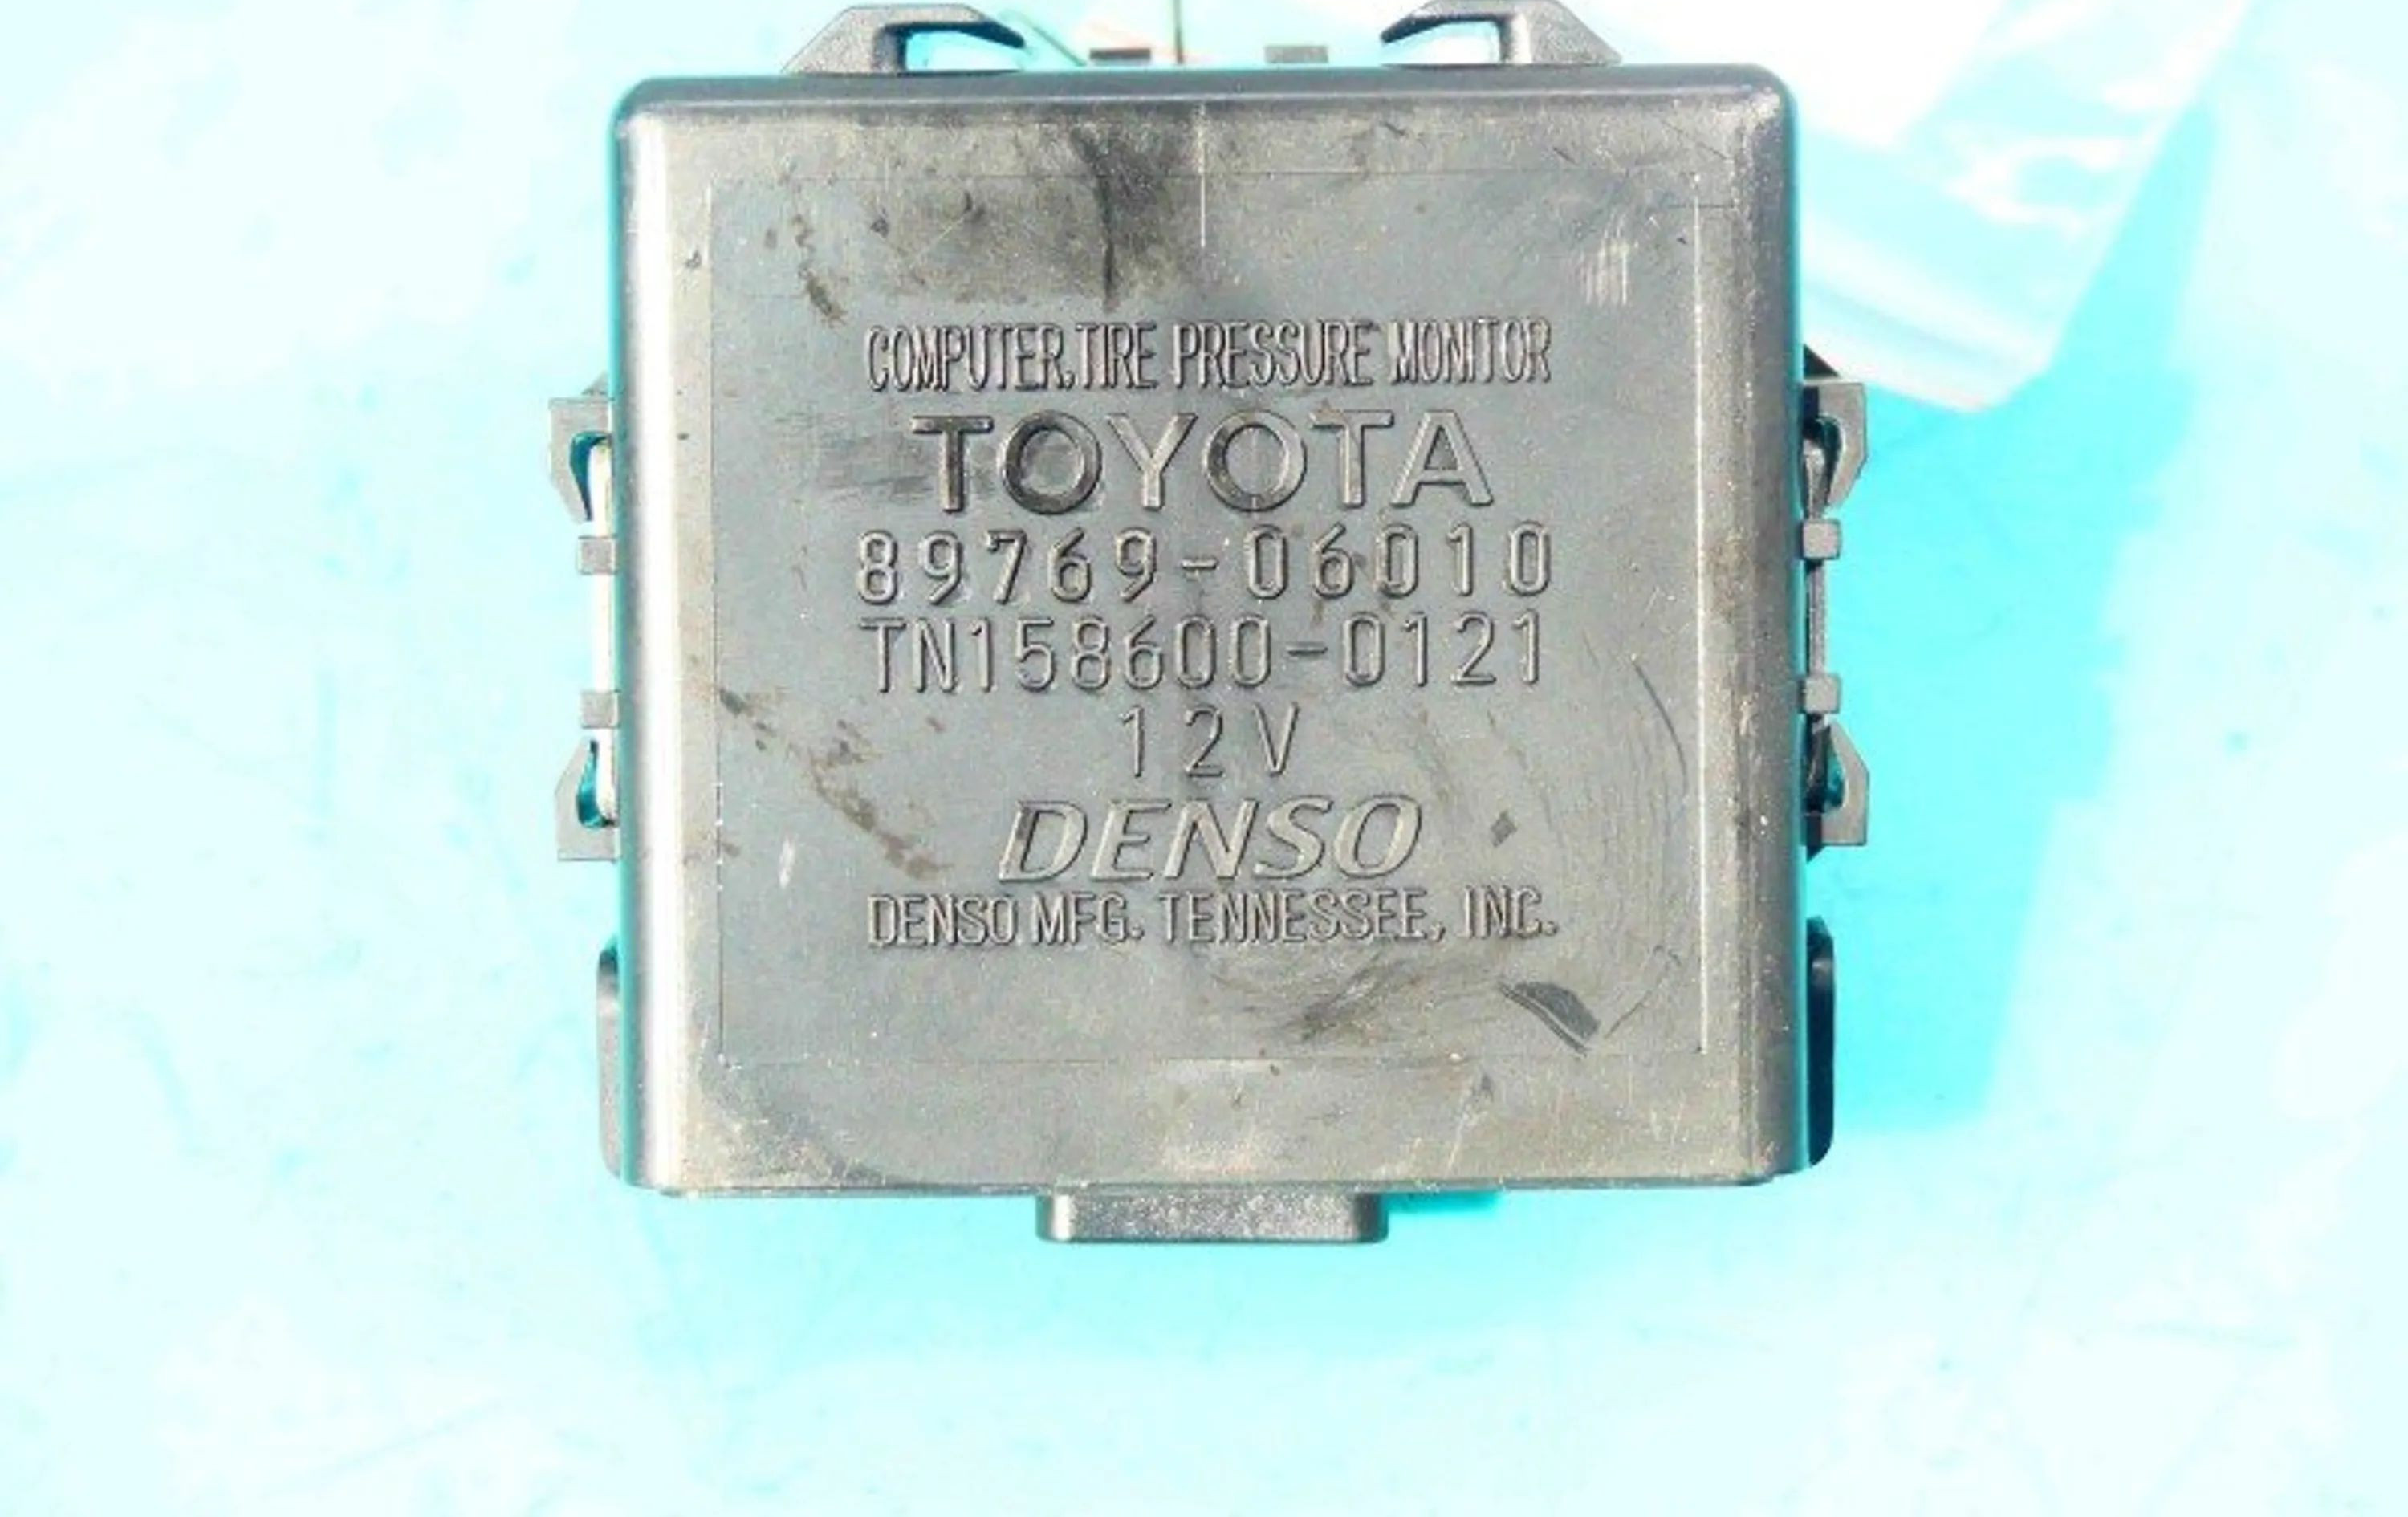 COMPUTER,TIRE PRESSURE MONITOR
TOYOTA
89769-06010
TN158600-0121
12V
DENSO
DENSO MFG. TENNESSEE, INC.